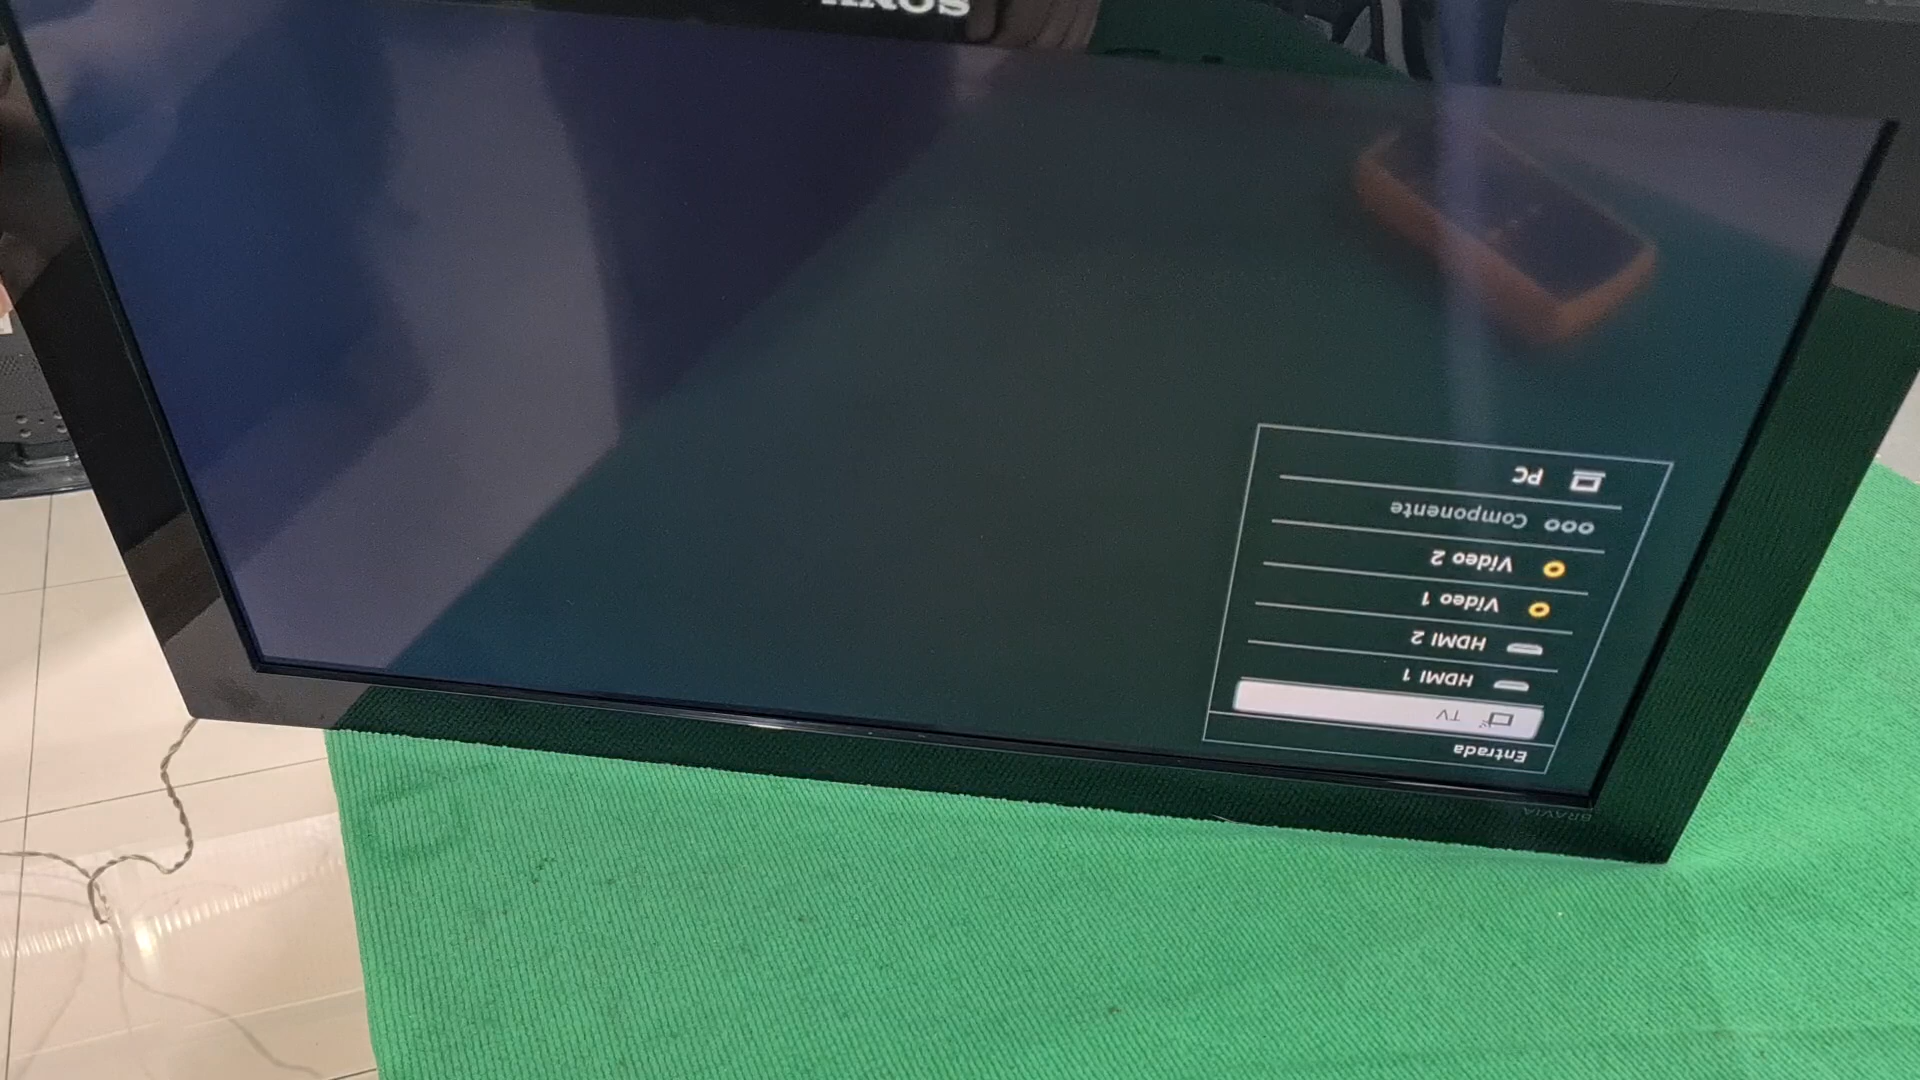 BRAVIA
Entrada
TV
HDMI 1
HDMI 2
Vídeo 1
Vídeo 2
Componente
PC
SONY